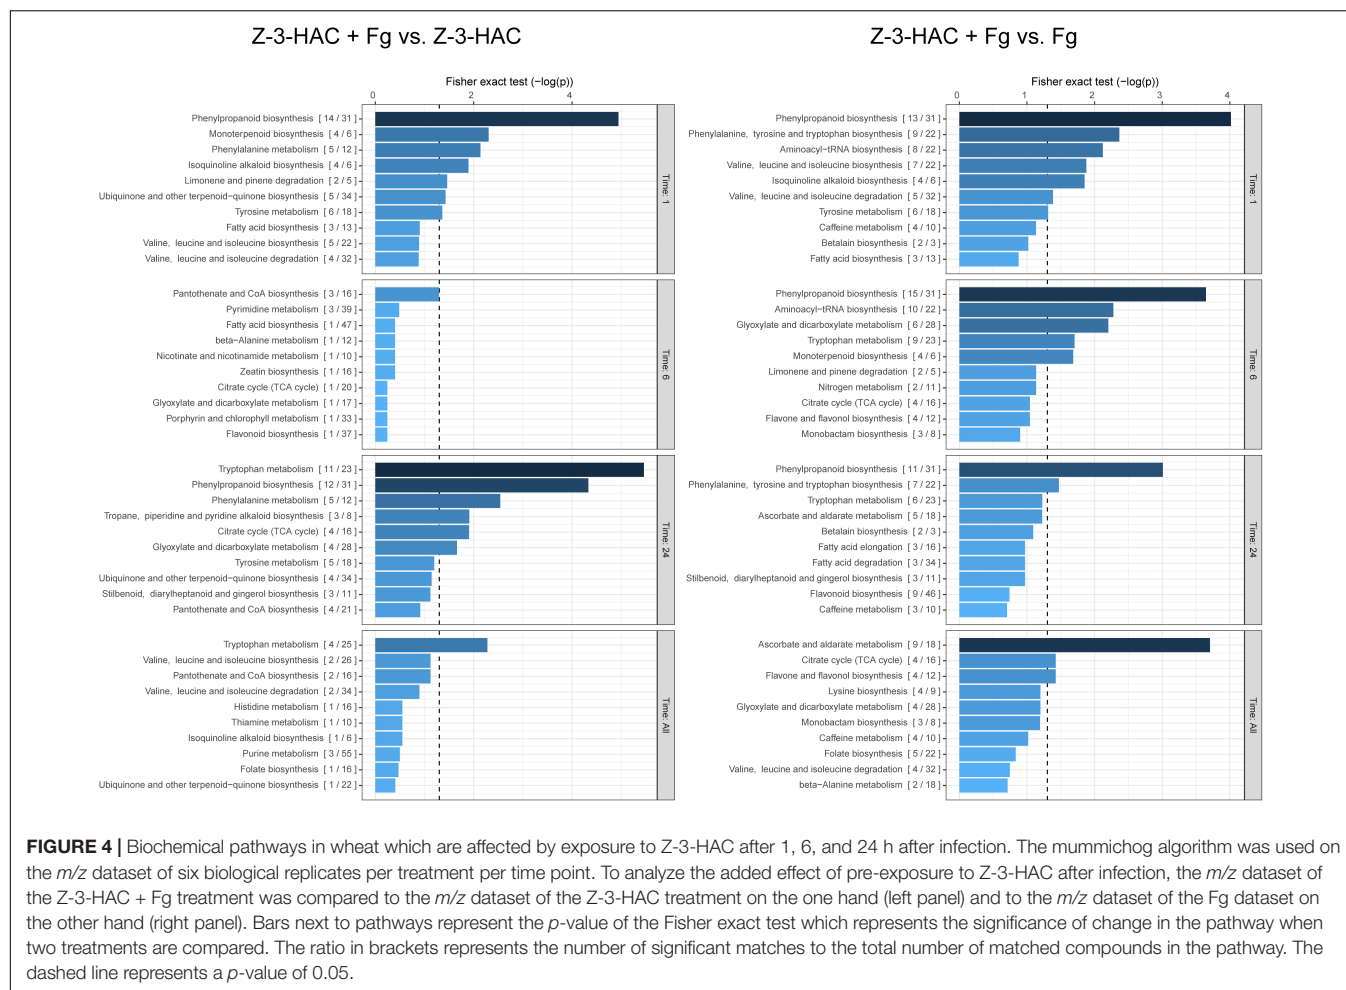 Z-3-HAC + Fg vs. Z-3-HAC
Fisher exact test (−log(p))
0 2 4
Phenylpropanoid biosynthesis [ 14 / 31 ]
Monoterpenoid biosynthesis [ 4 / 6 ]
Phenylalanine metabolism [ 5 / 12 ]
Isoquinoline alkaloid biosynthesis [ 4 / 6 ]
Limonene and pinene degradation [ 2 / 5 ]
Ubiquinone and other terpenoid−quinone biosynthesis [ 5 / 34 ]
Tyrosine metabolism [ 6 / 18 ]
Fatty acid biosynthesis [ 3 / 13 ]
Valine, leucine and isoleucine biosynthesis [ 5 / 22 ]
Valine, leucine and isoleucine degradation [ 4 / 32 ]
Time: 1
Pantothenate and CoA biosynthesis [ 3 / 16 ]
Pyrimidine metabolism [ 3 / 39 ]
Fatty acid biosynthesis [ 1 / 47 ]
beta−Alanine metabolism [ 1 / 12 ]
Nicotinate and nicotinamide metabolism [ 1 / 10 ]
Zeatin biosynthesis [ 1 / 16 ]
Citrate cycle (TCA cycle) [ 1 / 20 ]
Glyoxylate and dicarboxylate metabolism [ 1 / 17 ]
Porphyrin and chlorophyll metabolism [ 1 / 33 ]
Flavonoid biosynthesis [ 1 / 37 ]
Time: 6
Tryptophan metabolism [ 11 / 23 ]
Phenylpropanoid biosynthesis [ 12 / 31 ]
Phenylalanine metabolism [ 5 / 12 ]
Tropane, piperidine and pyridine alkaloid biosynthesis [ 3 / 8 ]
Citrate cycle (TCA cycle) [ 4 / 16 ]
Glyoxylate and dicarboxylate metabolism [ 4 / 28 ]
Tyrosine metabolism [ 5 / 18 ]
Ubiquinone and other terpenoid−quinone biosynthesis [ 4 / 34 ]
Stilbenoid, diarylheptanoid and gingerol biosynthesis [ 3 / 11 ]
Pantothenate and CoA biosynthesis [ 4 / 21 ]
Time: 24
Tryptophan metabolism [ 4 / 25 ]
Valine, leucine and isoleucine biosynthesis [ 2 / 26 ]
Pantothenate and CoA biosynthesis [ 2 / 16 ]
Valine, leucine and isoleucine degradation [ 2 / 34 ]
Histidine metabolism [ 1 / 16 ]
Thiamine metabolism [ 1 / 10 ]
Isoquinoline alkaloid biosynthesis [ 1 / 6 ]
Purine metabolism [ 3 / 55 ]
Folate biosynthesis [ 1 / 16 ]
Ubiquinone and other terpenoid−quinone biosynthesis [ 1 / 22 ]
Time: All
Z-3-HAC + Fg vs. Fg
Fisher exact test (−log(p))
0 1 2 3 4
Phenylpropanoid biosynthesis [ 13 / 31 ]
Phenylalanine, tyrosine and tryptophan biosynthesis [ 9 / 22 ]
Aminoacyl−tRNA biosynthesis [ 8 / 22 ]
Valine, leucine and isoleucine biosynthesis [ 7 / 22 ]
Isoquinoline alkaloid biosynthesis [ 4 / 6 ]
Valine, leucine and isoleucine degradation [ 5 / 32 ]
Tyrosine metabolism [ 6 / 18 ]
Caffeine metabolism [ 4 / 10 ]
Betalain biosynthesis [ 2 / 3 ]
Fatty acid biosynthesis [ 3 / 13 ]
Time: 1
Phenylpropanoid biosynthesis [ 15 / 31 ]
Aminoacyl−tRNA biosynthesis [ 10 / 22 ]
Glyoxylate and dicarboxylate metabolism [ 6 / 28 ]
Tryptophan metabolism [ 9 / 23 ]
Monoterpenoid biosynthesis [ 4 / 6 ]
Limonene and pinene degradation [ 2 / 5 ]
Nitrogen metabolism [ 2 / 11 ]
Citrate cycle (TCA cycle) [ 4 / 16 ]
Flavone and flavonol biosynthesis [ 4 / 12 ]
Monobactam biosynthesis [ 3 / 8 ]
Time: 6
Phenylpropanoid biosynthesis [ 11 / 31 ]
Phenylalanine, tyrosine and tryptophan biosynthesis [ 7 / 22 ]
Tryptophan metabolism [ 6 / 23 ]
Ascorbate and aldarate metabolism [ 5 / 18 ]
Betalain biosynthesis [ 2 / 3 ]
Fatty acid elongation [ 3 / 16 ]
Fatty acid degradation [ 3 / 34 ]
Stilbenoid, diarylheptanoid and gingerol biosynthesis [ 3 / 11 ]
Flavonoid biosynthesis [ 9 / 46 ]
Caffeine metabolism [ 3 / 10 ]
Time: 24
Ascorbate and aldarate metabolism [ 9 / 18 ]
Citrate cycle (TCA cycle) [ 4 / 16 ]
Flavone and flavonol biosynthesis [ 4 / 12 ]
Lysine biosynthesis [ 4 / 9 ]
Glyoxylate and dicarboxylate metabolism [ 4 / 28 ]
Monobactam biosynthesis [ 3 / 8 ]
Caffeine metabolism [ 4 / 10 ]
Folate biosynthesis [ 5 / 22 ]
Valine, leucine and isoleucine degradation [ 4 / 32 ]
beta−Alanine metabolism [ 2 / 18 ]
Time: All
FIGURE 4 | Biochemical pathways in wheat which are affected by exposure to Z-3-HAC after 1, 6, and 24 h after infection. The mummichog algorithm was used on
the m/z dataset of six biological replicates per treatment per time point. To analyze the added effect of pre-exposure to Z-3-HAC after infection, the m/z dataset of
the Z-3-HAC + Fg treatment was compared to the m/z dataset of the Z-3-HAC treatment on the one hand (left panel) and to the m/z dataset of the Fg dataset on
the other hand (right panel). Bars next to pathways represent the p-value of the Fisher exact test which represents the significance of change in the pathway when
two treatments are compared. The ratio in brackets represents the number of significant matches to the total number of matched compounds in the pathway. The
dashed line represents a p-value of 0.05.